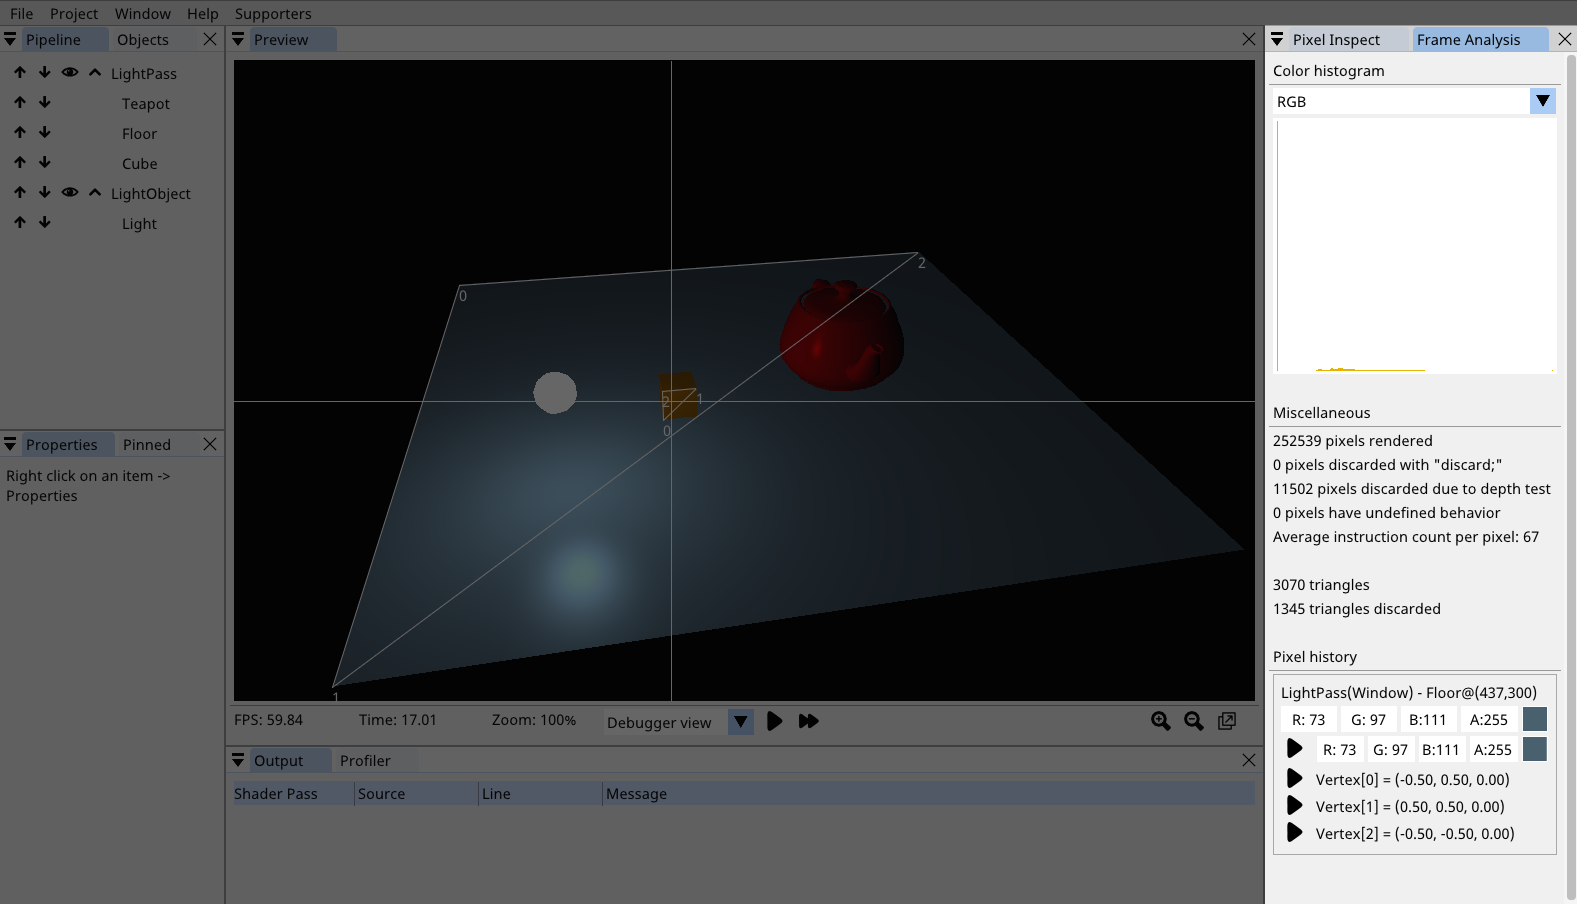 File Project Window Help Supporters
Pipeline Objects
LightPass
Teapot
Floor
Cube
LightObject
Light
Properties Pinned
Right click on an item ->
Properties
Preview
0
2
2
1
0
1
FPS: 59.84 Time: 17.01 Zoom: 100% Debugger view
Output Profiler
Shader Pass Source Line Message
Pixel Inspect Frame Analysis
Color histogram
RGB
Miscellaneous
252539 pixels rendered
0 pixels discarded with "discard;"
11502 pixels discarded due to depth test
0 pixels have undefined behavior
Average instruction count per pixel: 67
3070 triangles
1345 triangles discarded
Pixel history
LightPass(Window) - Floor@(437,300)
R: 73 G: 97 B:111 A:255
R: 73 G: 97 B:111 A:255
Vertex[0] = (-0.50, 0.50, 0.00)
Vertex[1] = (0.50, 0.50, 0.00)
Vertex[2] = (-0.50, -0.50, 0.00)